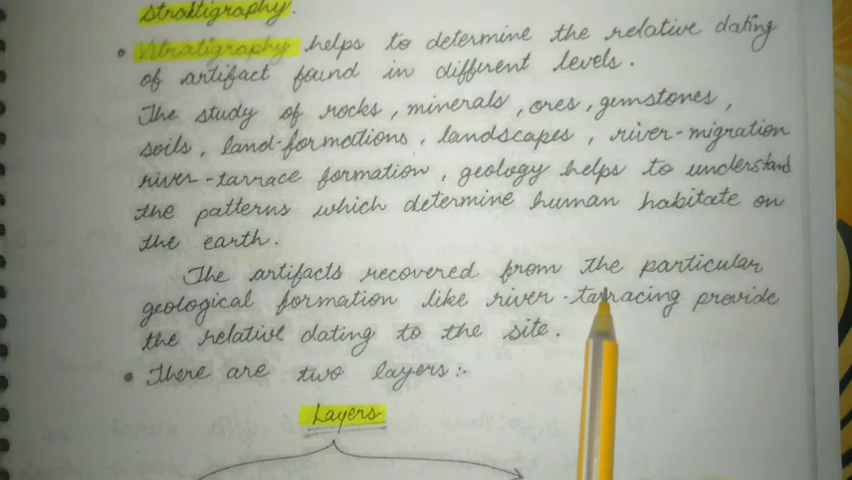 stratigraphy.
• Stratigraphy helps to determine the relative dating
of artifact found in different levels.
The study of rocks, minerals, ores, gemstones,
soils, land-formations, landscapes, river-migration
river-tarrace formation, geology helps to understand
the patterns which determine human habitate on
the earth.
The artifacts recovered from the particular
geological formation like river-tarracing provide
the relative dating to the site.
• There are two layers:-
Layers